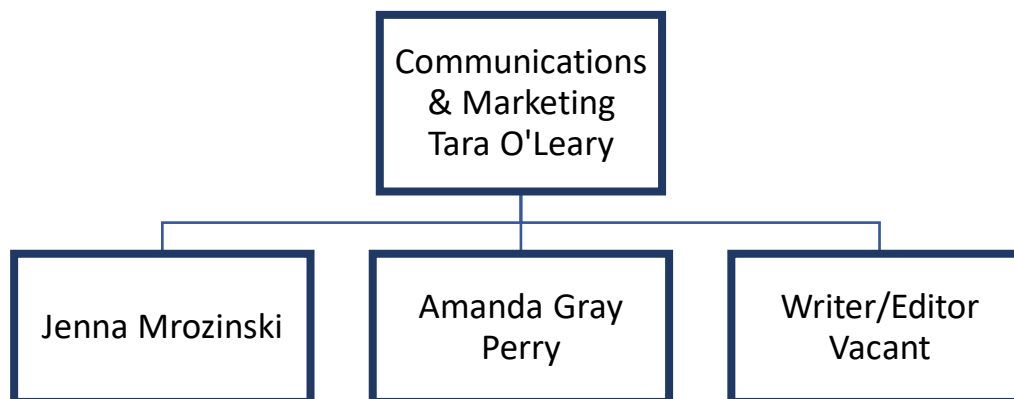 Communications
& Marketing
Tara O'Leary
Jenna Mrozinski
Amanda Gray
Perry
Writer/Editor
Vacant